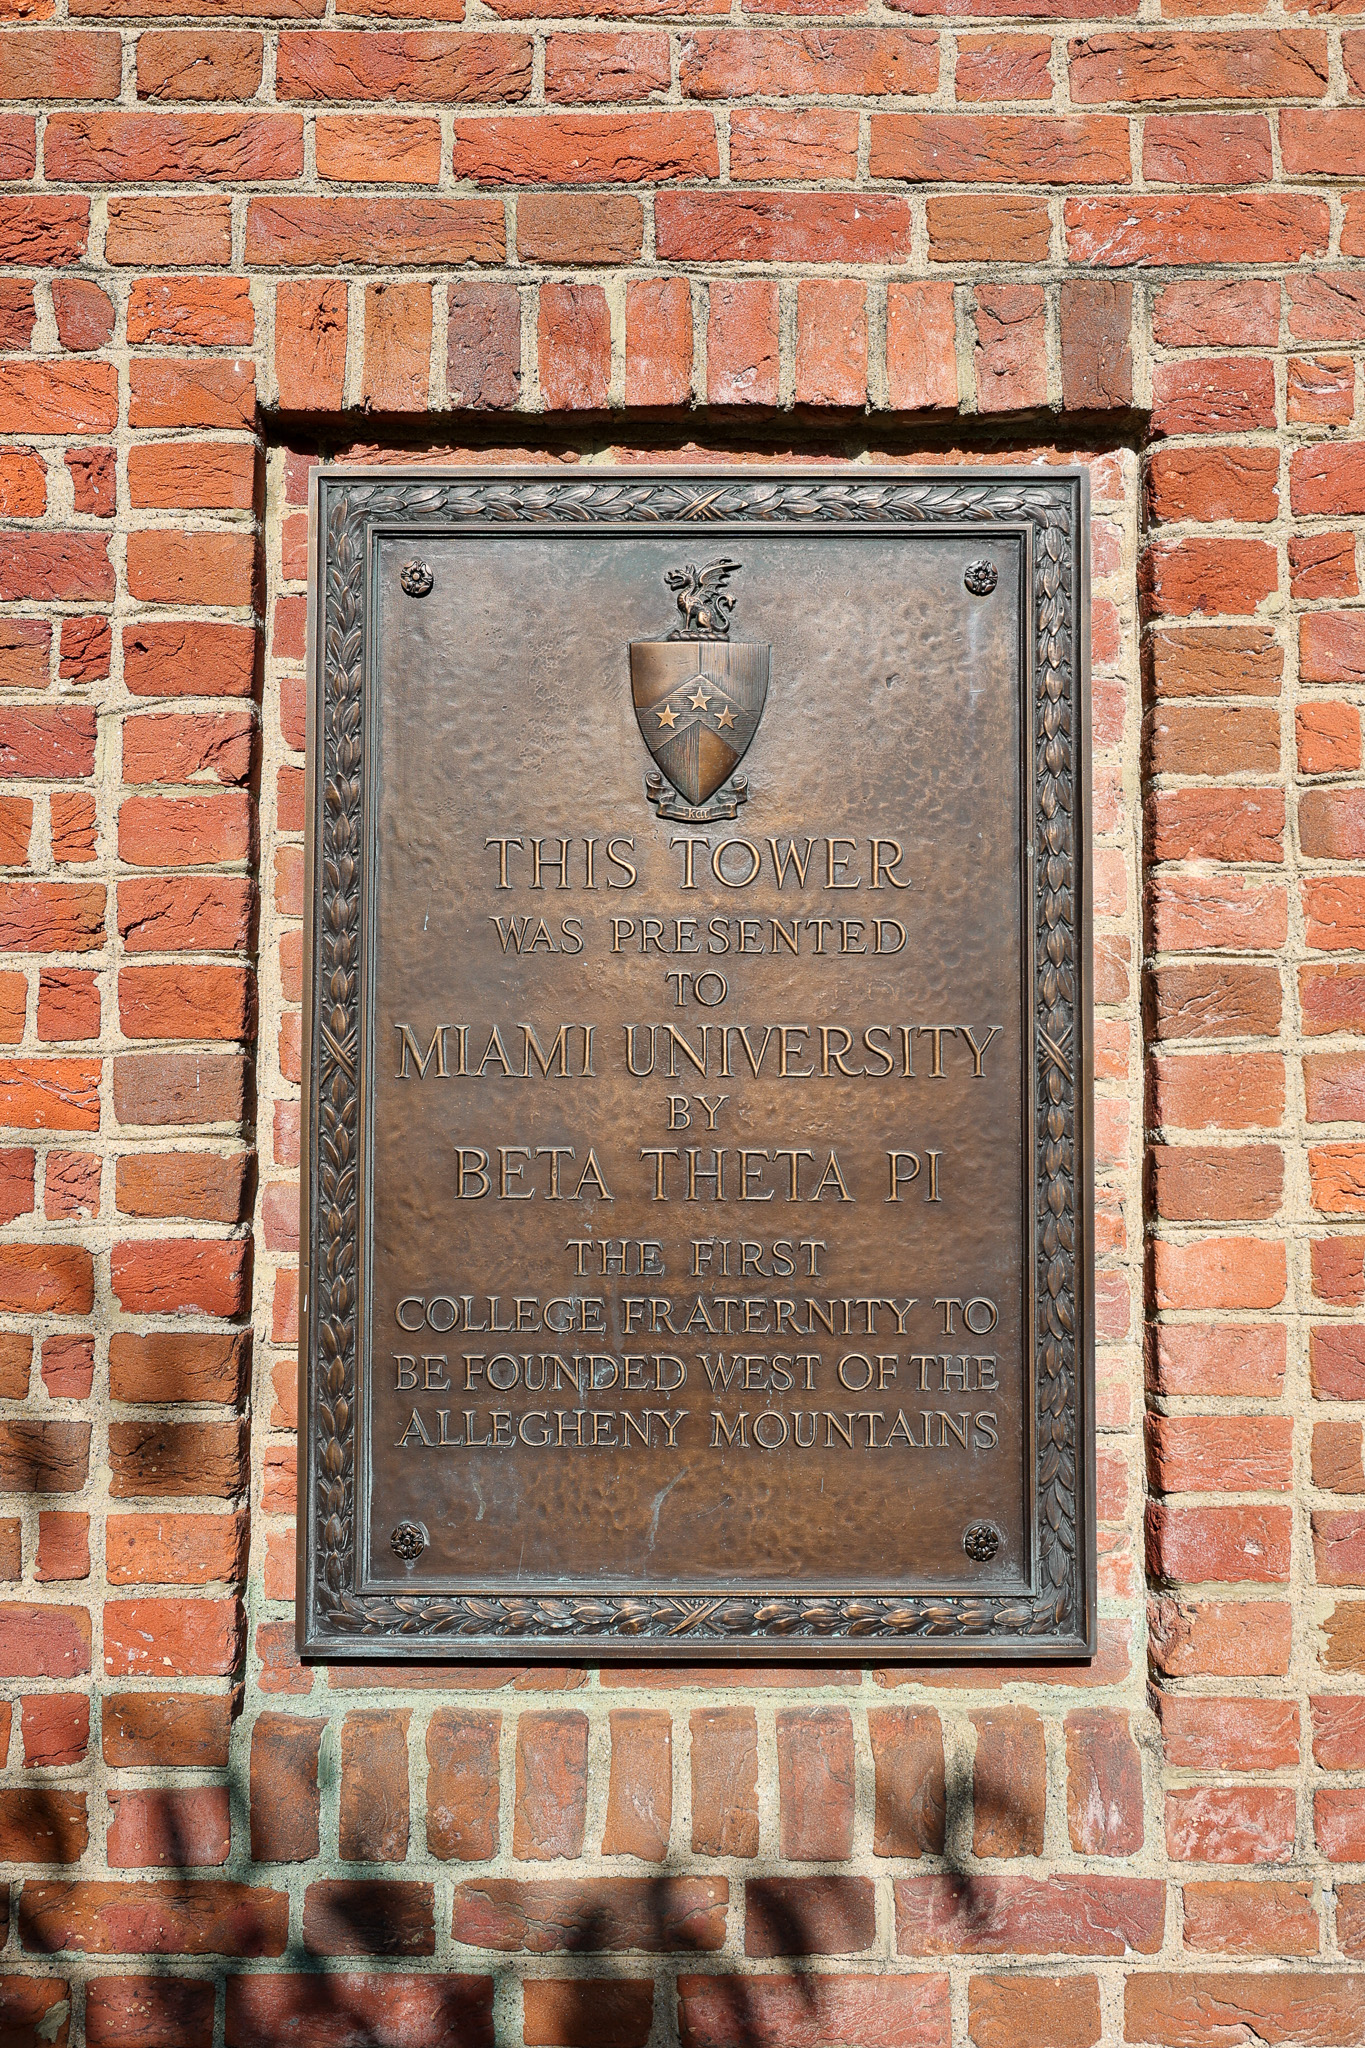 THIS TOWER
WAS PRESENTED
TO
MIAMI UNIVERSITY
BY
BETA THETA PI
THE FIRST
COLLEGE FRATERNITY TO
BE FOUNDED WEST OF THE
ALLEGHENY MOUNTAINS